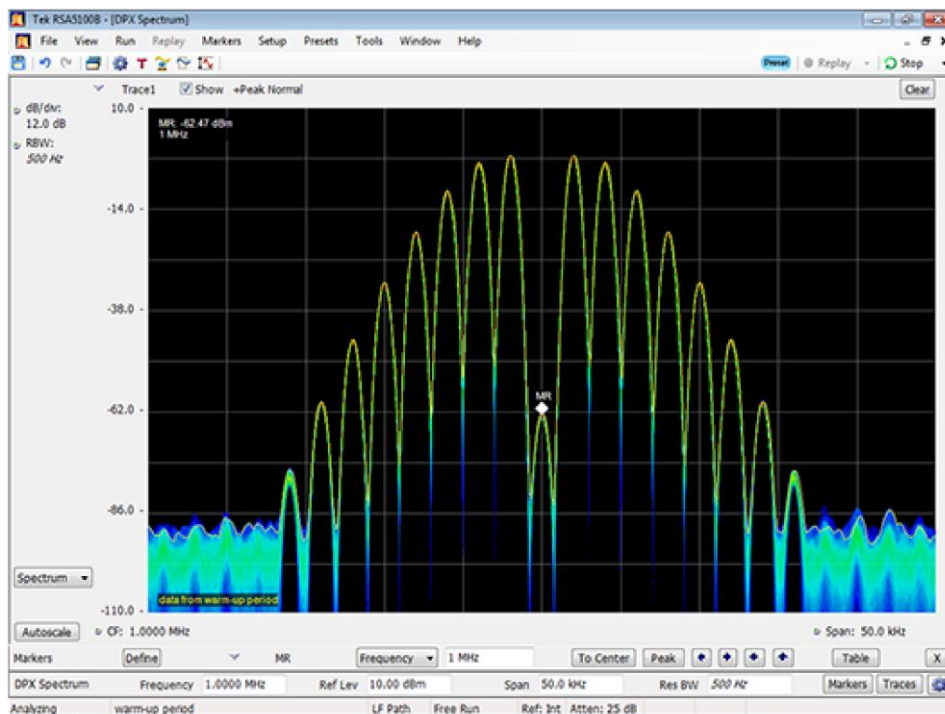 Tek RSA5100B - [DPX Spectrum]
File View Run Replay Markers Setup Presets Tools Window Help
Preset Replay Stop
Trace1 Show +Peak Normal Clear
dB/div:
12.0 dB
RBW:
500 Hz
10.0
MR: -62.47 dBm
1 MHz
-14.0
-38.0
MR
-62.0
-86.0
Spectrum
-110.0
data from warm-up period
Autoscale CF: 1.0000 MHz Span: 50.0 kHz
Markers Define MR Frequency 1 MHz To Center Peak Table X
DPX Spectrum Frequency 1.0000 MHz Ref Lev 10.00 dBm Span 50.0 kHz Res BW 500 Hz Markers Traces
Analyzing warm-up period LF Path Free Run Ref: Int Atten: 25 dB